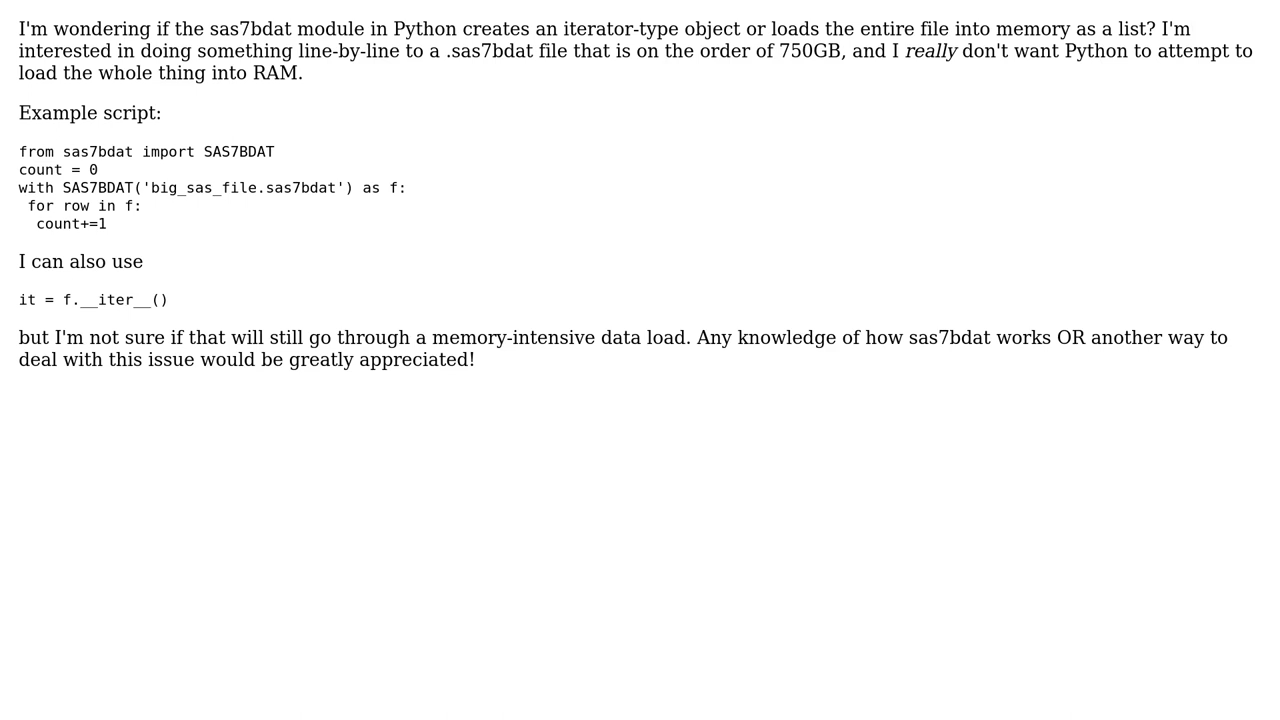 I'm wondering if the sas7bdat module in Python creates an iterator-type object or loads the entire file into memory as a list? I'm
interested in doing something line-by-line to a .sas7bdat file that is on the order of 750GB, and I really don't want Python to attempt to
load the whole thing into RAM.
Example script:
from sas7bdat import SAS7BDAT
count = 0
with SAS7BDAT('big_sas_file.sas7bdat') as f:
 for row in f:
  count+=1
I can also use
it = f.__iter__()
but I'm not sure if that will still go through a memory-intensive data load. Any knowledge of how sas7bdat works OR another way to
deal with this issue would be greatly appreciated!